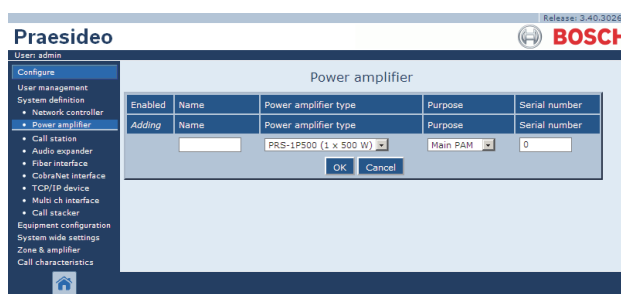 Release: 3.40.3026
Praesideo
BOSCH
User: admin
Configure
User management
System definition
• Network controller
• Power amplifier
• Call station
• Audio expander
• Fiber interface
• CobraNet interface
• TCP/IP device
• Multi ch interface
• Call stacker
Equipment configuration
System wide settings
Zone & amplifier
Call characteristics
Power amplifier
Enabled Name Power amplifier type Purpose Serial number
Adding Name Power amplifier type Purpose Serial number
PRS-1P500 (1 x 500 W) Main PAM 0
OK Cancel